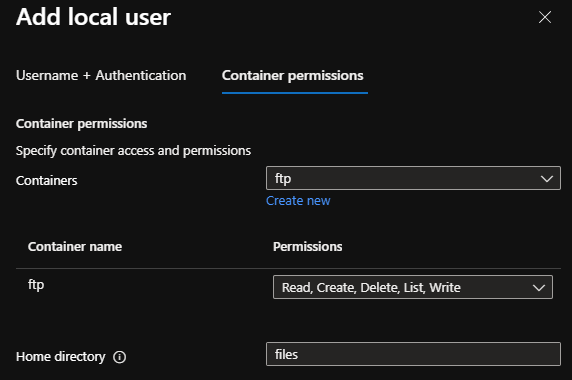 Add local user
Username + Authentication
Container permissions
Container permissions
Specify container access and permissions
Containers
ftp
Create new
Container name
Permissions
ftp
Read, Create, Delete, List, Write
Home directory
files